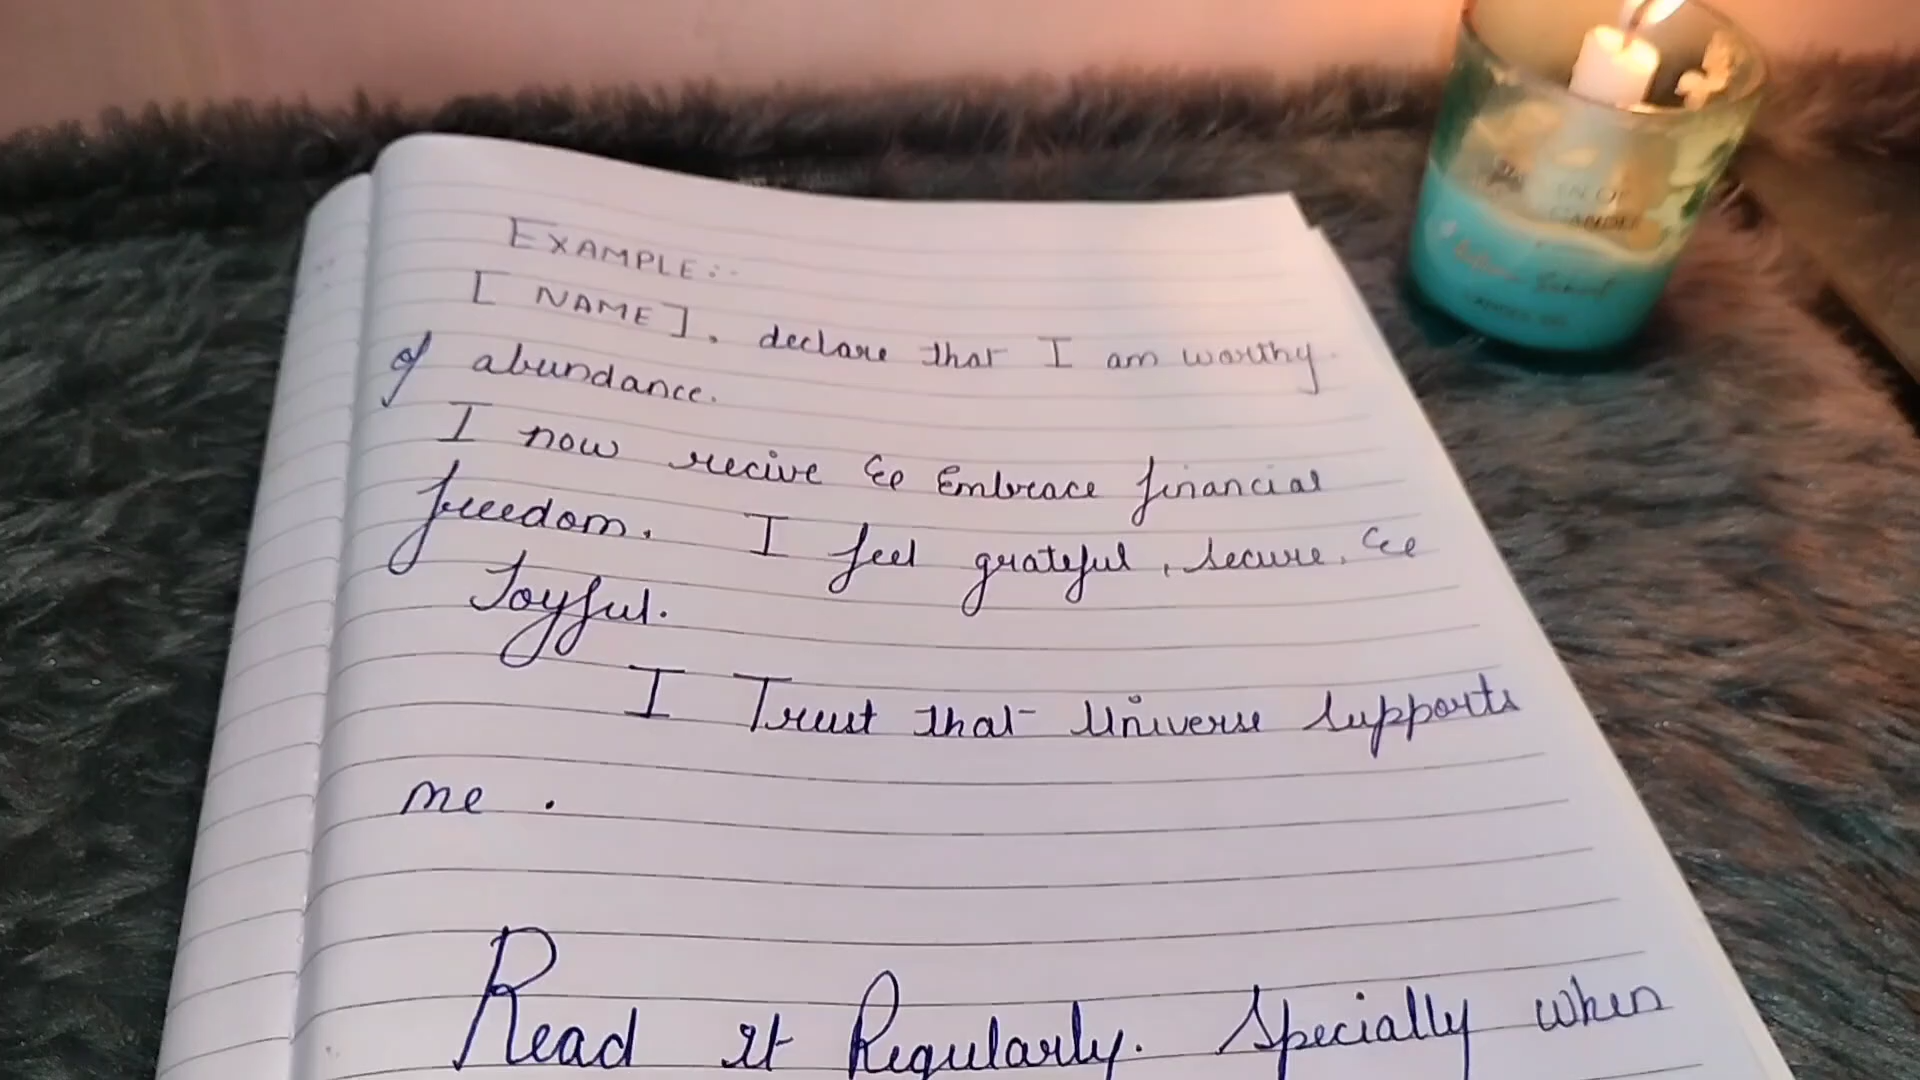 EXAMPLE:-
[ NAME], declare that I am worthy
of abundance.
I now recive & Embrace financial
freedom. I feel grateful, secure, &
Joyful.
I Trust that Universe supports
me .
Read it Regularly. Specially when